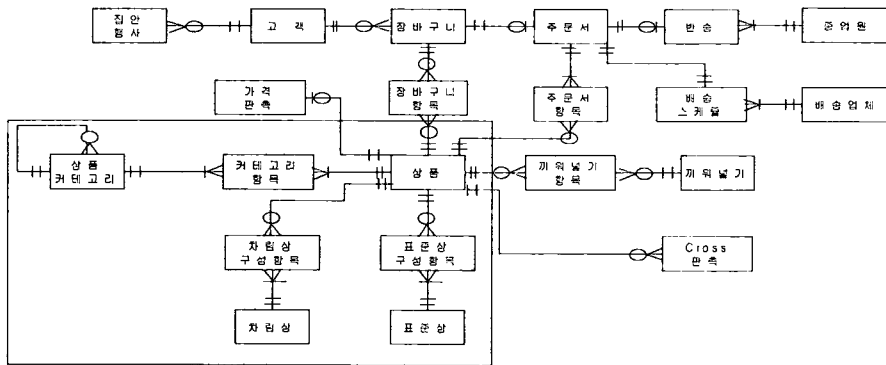 집안
행사
고객
장바구니
주문서
반송
종업원
가격
판촉
장바구니
항목
주문서
항목
배송
스케쥴
배송업체
상품
카테고리
카테고리
항목
상품
끼워넣기
항목
끼워넣기
차림상
구성항목
표준상
구성항목
Cross
판촉
차림상
표준상